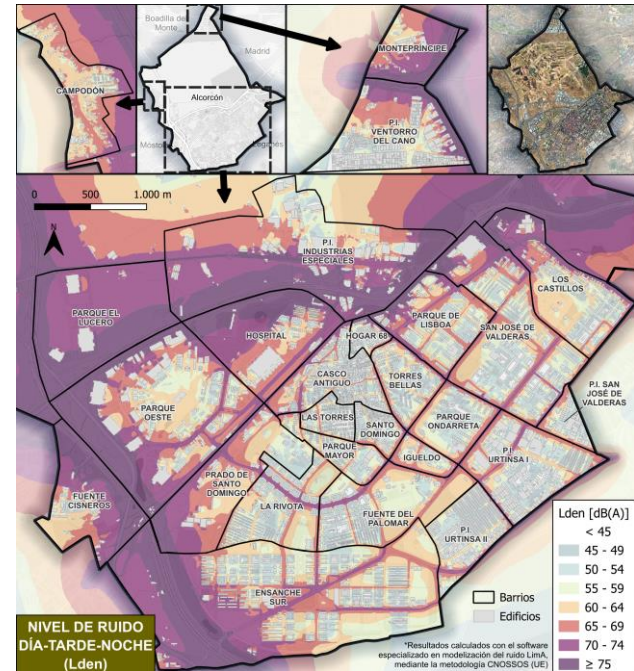 Boadilla del
Monte
Madrid
CAMPODÓN
Alcorcón
Móstoles
Leganés
MONTEPRÍNCIPE
P.I.
VENTORRO
DEL CANO
0 500 1.000 m
N
P.I.
INDUSTRIAS
ESPECIALES
LOS
CASTILLOS
PARQUE EL
LUCERO
HOSPITAL
HOGAR 68
PARQUE DE
LISBOA
SAN JOSÉ DE
VALDERAS
CASCO
ANTIGUO
TORRES
BELLAS
P.I. SAN
JOSÉ DE
VALDERAS
PARQUE
OESTE
LAS TORRES
SANTO
DOMINGO
PARQUE
ONDARRETA
PARQUE
MAYOR
IGUELDO
P.I.
URTINSA I
PRADO DE
SANTO
DOMINGO
FUENTE
CISNEROS
LA RIVOTA
FUENTE DEL
PALOMAR
P.I.
URTINSA II
ENSANCHE
SUR
Lden [dB(A)]
< 45
45 - 49
50 - 54
55 - 59
60 - 64
65 - 69
70 - 74
≥ 75
Barrios
Edificios
NIVEL DE RUIDO
DÍA-TARDE-NOCHE
(Lden)
*Resultados calculados con el software
especializado en modelización del ruido LimA,
mediante la metodología CNOSSOS (UE)